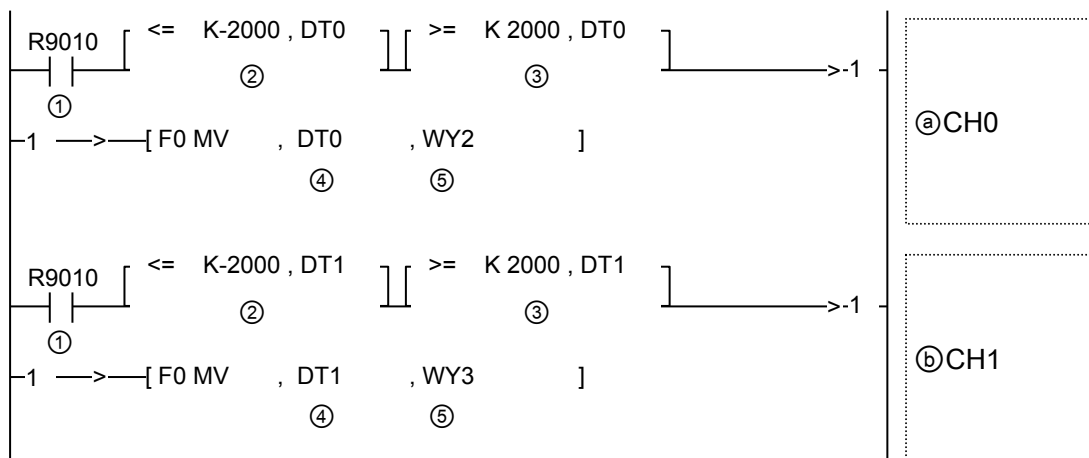 R9010 <= K-2000 , DT0 >= K 2000 , DT0
① ② ③ >-1
1 > [ F0 MV , DT0 , WY2 ]
④ ⑤
ⓐCH0
R9010 <= K-2000 , DT1 >= K 2000 , DT1
① ② ③ >-1
1 > [ F0 MV , DT1 , WY3 ]
④ ⑤
ⓑCH1